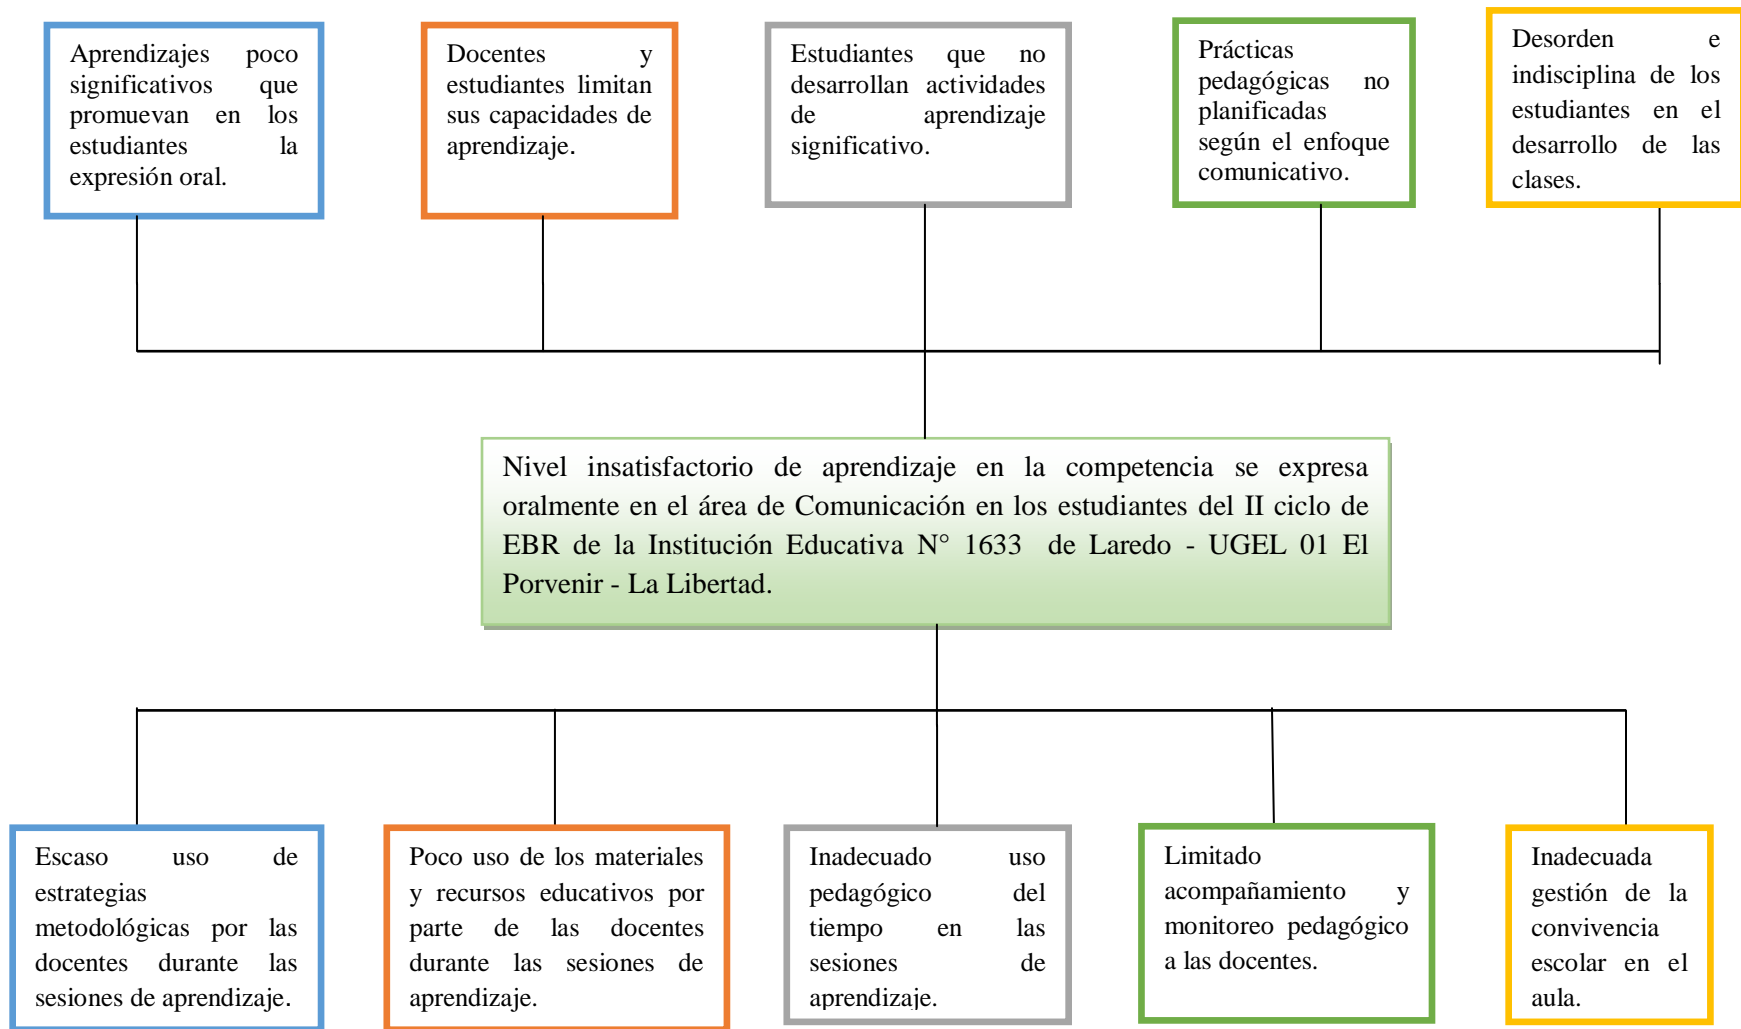 Aprendizajes poco
significativos que
promuevan en los
estudiantes la
expresión oral.
Docentes y
estudiantes limitan
sus capacidades de
aprendizaje.
Estudiantes que no
desarrollan actividades
de aprendizaje
significativo.
Prácticas
pedagógicas no
planificadas
según el enfoque
comunicativo.
Desorden e
indisciplina de los
estudiantes en el
desarrollo de las
clases.
Nivel insatisfactorio de aprendizaje en la competencia se expresa
oralmente en el área de Comunicación en los estudiantes del II ciclo de
EBR de la Institución Educativa N° 1633 de Laredo - UGEL 01 El
Porvenir - La Libertad.
Escaso uso de
estrategias
metodológicas por las
docentes durante las
sesiones de aprendizaje.
Poco uso de los materiales
y recursos educativos por
parte de las docentes
durante las sesiones de
aprendizaje.
Inadecuado uso
pedagógico del
tiempo en las
sesiones de
aprendizaje.
Limitado
acompañamiento y
monitoreo pedagógico
a las docentes.
Inadecuada
gestión de la
convivencia
escolar en el
aula.